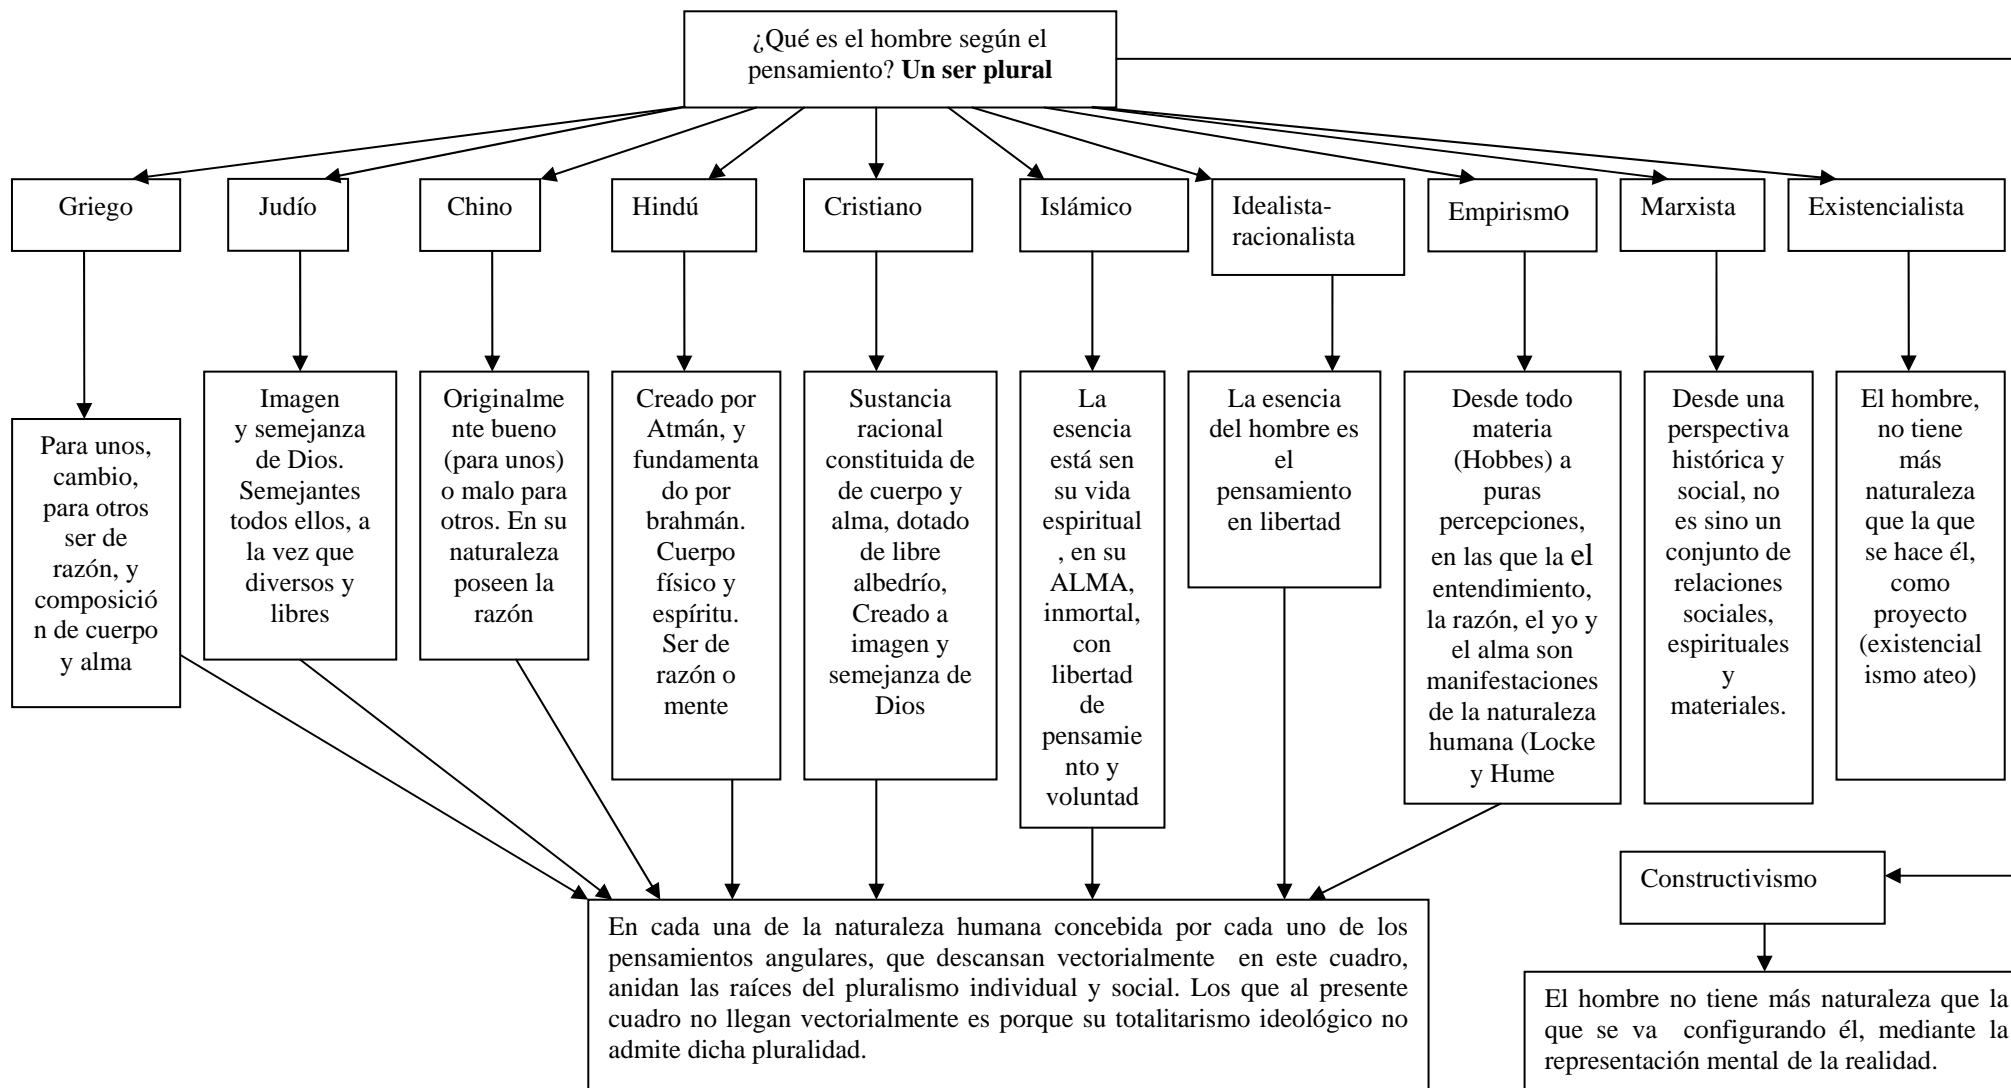 ¿Qué es el hombre según el
pensamiento? Un ser plural
Griego
Judío
Chino
Hindú
Cristiano
Islámico
Idealista-
racionalista
Empirismo
Marxista
Existencialista
Para unos,
cambio,
para otros
ser de
razón, y
composició
n de cuerpo
y alma
Imagen
y semejanza
de Dios.
Semejantes
todos ellos, a
la vez que
diversos y
libres
Originalme
nte bueno
(para unos)
o malo para
otros. En su
naturaleza
poseen la
razón
Creado por
Atmán, y
fundamenta
do por
brahmán.
Cuerpo
físico y
espíritu.
Ser de
razón o
mente
Sustancia
racional
constituida de
de cuerpo y
alma, dotado
de libre
albedrío,
Creado a
imagen y
semejanza de
Dios
La
esencia
está sen
su vida
espiritual
, en su
ALMA,
inmortal,
con
libertad
de
pensamie
nto y
voluntad
La esencia
del hombre es
el
pensamiento
en libertad
Desde todo
materia
(Hobbes) a
puras
percepciones,
en las que la el
entendimiento,
la razón, el yo y
el alma son
manifestaciones
de la naturaleza
humana (Locke
y Hume
Desde una
perspectiva
histórica y
social, no
es sino un
conjunto de
relaciones
sociales,
espirituales
y
materiales.
El hombre,
no tiene
más
naturaleza
que la que
se hace él,
como
proyecto
(existencial
ismo ateo)
Constructivismo
En cada una de la naturaleza humana concebida por cada uno de los
pensamientos angulares, que descansan vectorialmente en este cuadro,
anidan las raíces del pluralismo individual y social. Los que al presente
cuadro no llegan vectorialmente es porque su totalitarismo ideológico no
admite dicha pluralidad.
El hombre no tiene más naturaleza que la
que se va configurando él, mediante la
representación mental de la realidad.